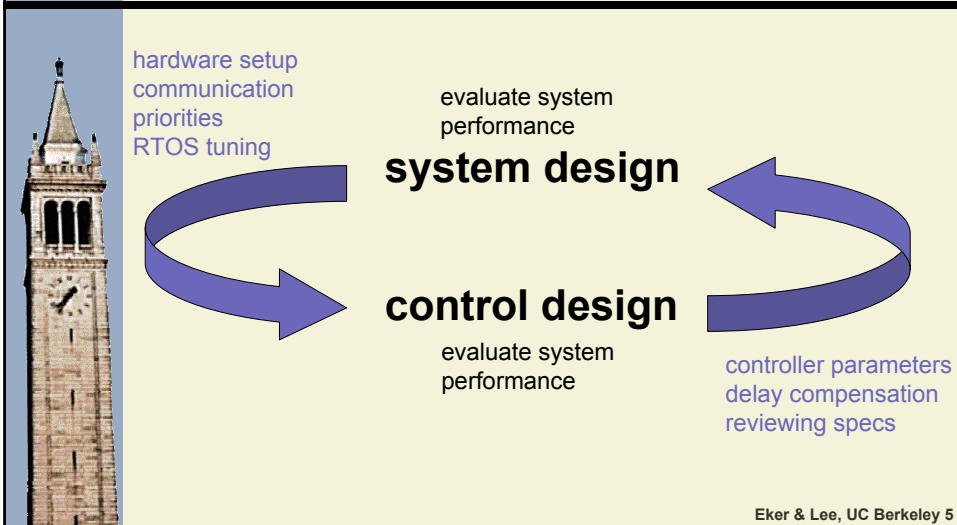 hardware setup
communication
priorities
RTOS tuning
evaluate system
performance
system design
control design
evaluate system
performance
controller parameters
delay compensation
reviewing specs
Eker & Lee, UC Berkeley 5